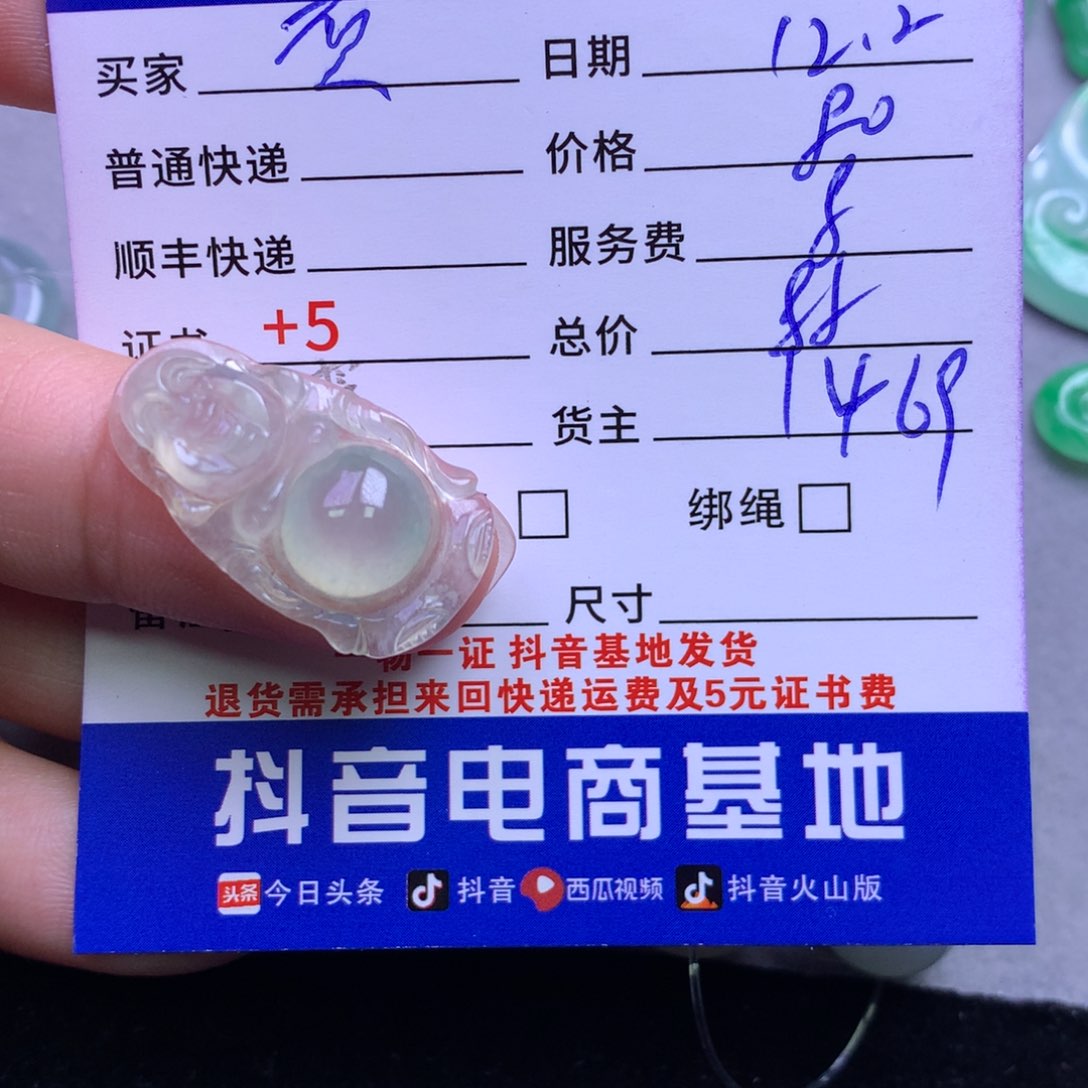 买家 日期 12.2
普通快递 价格 80
顺丰快递 服务费 8
证书 +5 总价
货主 1469
绑绳
尺寸
物一证 抖音基地发货
退货需承担来回快递运费及5元证书费
抖音电商基地
头条 今日头条 抖音 西瓜视频 抖音火山版